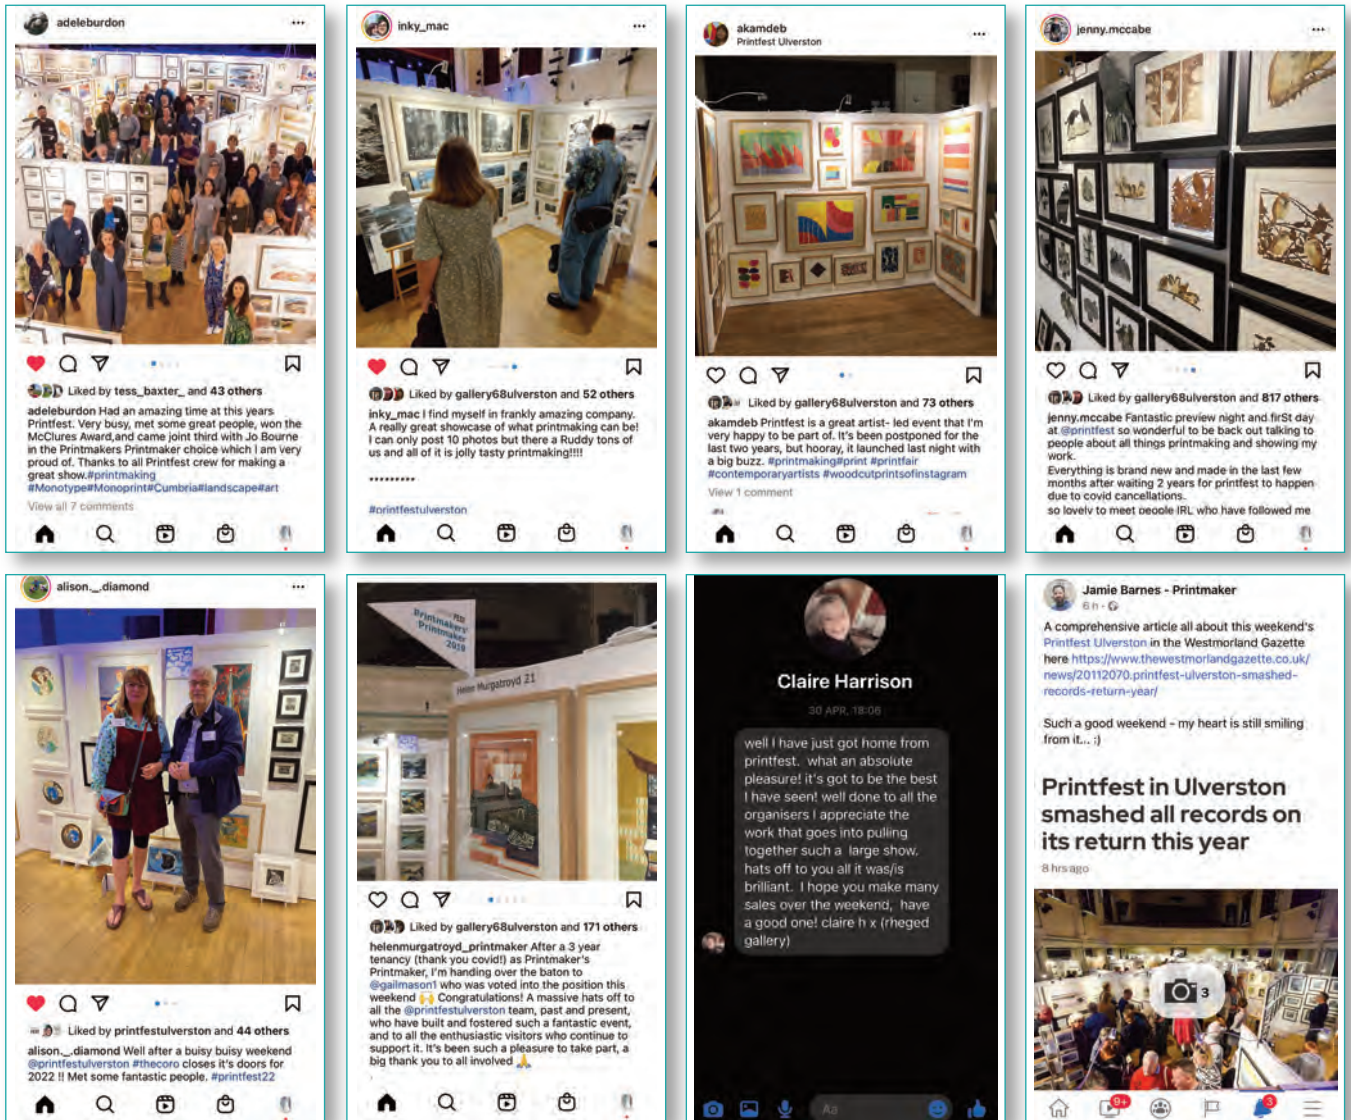 adeleburdon
Liked by tess_baxter_ and 43 others
adeleburdon Had an amazing time at this years
Printfest. Very busy, met some great people, won the
McClures Award,and came joint third with Jo Bourne
in the Printmakers Printmaker choice which I am very
proud of. Thanks to all Printfest crew for making a
great show.#printmaking
#Monotype#Monoprint#Cumbria#landscape#art
View all 7 comments
inky_mac
Liked by gallery68ulverston and 52 others
inky_mac I find myself in frankly amazing company.
A really great showcase of what printmaking can be!
I can only post 10 photos but there a Ruddy tons of
us and all of it is jolly tasty printmaking!!!!
*********
#printfestulverston
akamdeb
Printfest Ulverston
Liked by gallery68ulverston and 73 others
akamdeb Printfest is a great artist- led event that I'm
very happy to be part of. It's been postponed for the
last two years, but hooray, it launched last night with
a big buzz. #printmaking#print #printfair
#contemporaryartists #woodcutprintsofinstagram
View 1 comment
jenny.mccabe
Liked by gallery68ulverston and 817 others
jenny.mccabe Fantastic preview night and firSt day
at @printfest so wonderful to be back out talking to
people about all things printmaking and showing my
work.
Everything is brand new and made in the last few
months after waiting 2 years for printfest to happen
due to covid cancellations.
so lovely to meet people IRL who have followed me
alison._.diamond
Liked by printfestulverston and 44 others
alison._.diamond Well after a buisy buisy weekend
@printfestulverston #thecoro closes it's doors for
2022 !! Met some fantastic people. #printfest22
Printmakers'
Printmaker
2019
Helen Murgatroyd 21
Liked by gallery68ulverston and 171 others
helenmurgatroyd_printmaker After a 3 year
tenancy (thank you covid!) as Printmaker's
Printmaker, I'm handing over the baton to
@gailmason1 who was voted into the position this
weekend 🙌 Congratulations! A massive hats off to
all the @printfestulverston team, past and present,
who have built and fostered such a fantastic event,
and to all the enthusiastic visitors who continue to
support it. It's been such a pleasure to take part, a
big thank you to all involved 🙏
Claire Harrison
30 APR, 18:06
well I have just got home from
printfest. what an absolute
pleasure! it's got to be the best
I have seen! well done to all the
organisers I appreciate the
work that goes into pulling
together such a large show.
hats off to you all it was/is
brilliant. I hope you make many
sales over the weekend, have
a good one! claire h x (rheged
gallery)
Aa
Jamie Barnes - Printmaker
6 h
A comprehensive article all about this weekend's
Printfest Ulverston in the Westmorland Gazette
here https://www.thewestmorlandgazette.co.uk/
news/20112070.printfest-ulverston-smashed-
records-return-year/
Such a good weekend - my heart is still smiling
from it... :)
Printfest in Ulverston
smashed all records on
its return this year
8 hrs ago
3
9+
3